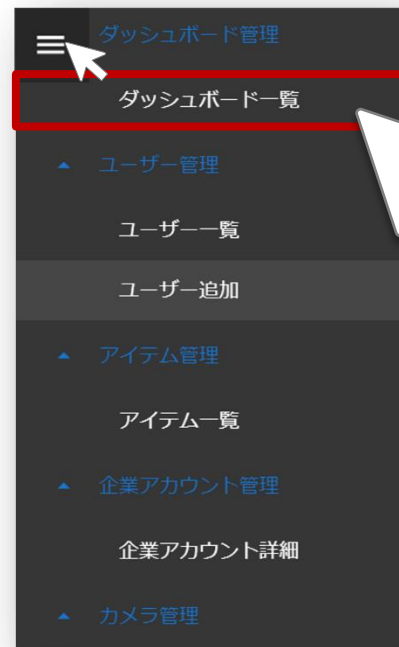 ダッシュボード管理
ダッシュボード一覧
ユーザー管理
ユーザー一覧
ユーザー追加
アイテム管理
アイテム一覧
企業アカウント管理
企業アカウント詳細
カメラ管理